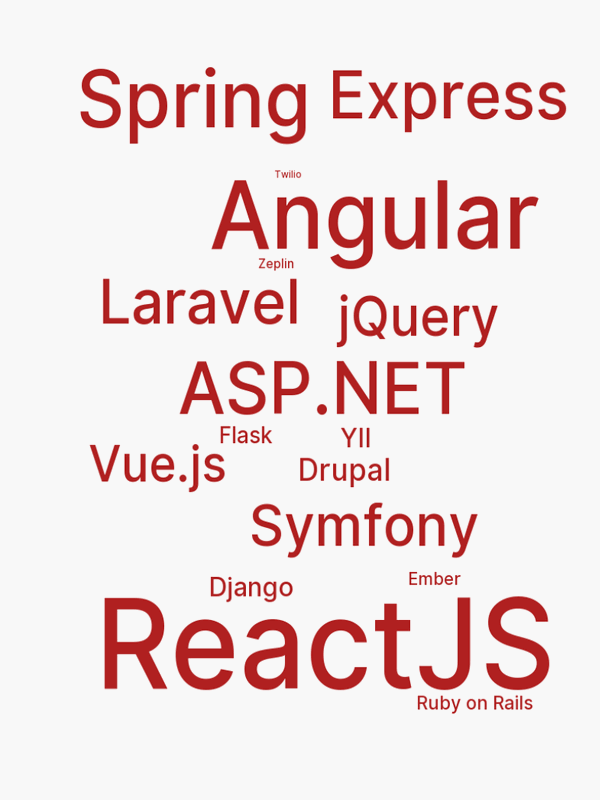 Spring Express
Twilio
Angular
Zeplin
Laravel jQuery
ASP.NET
Flask YII
Vue.js Drupal
Symfony
Django Ember
ReactJS
Ruby on Rails